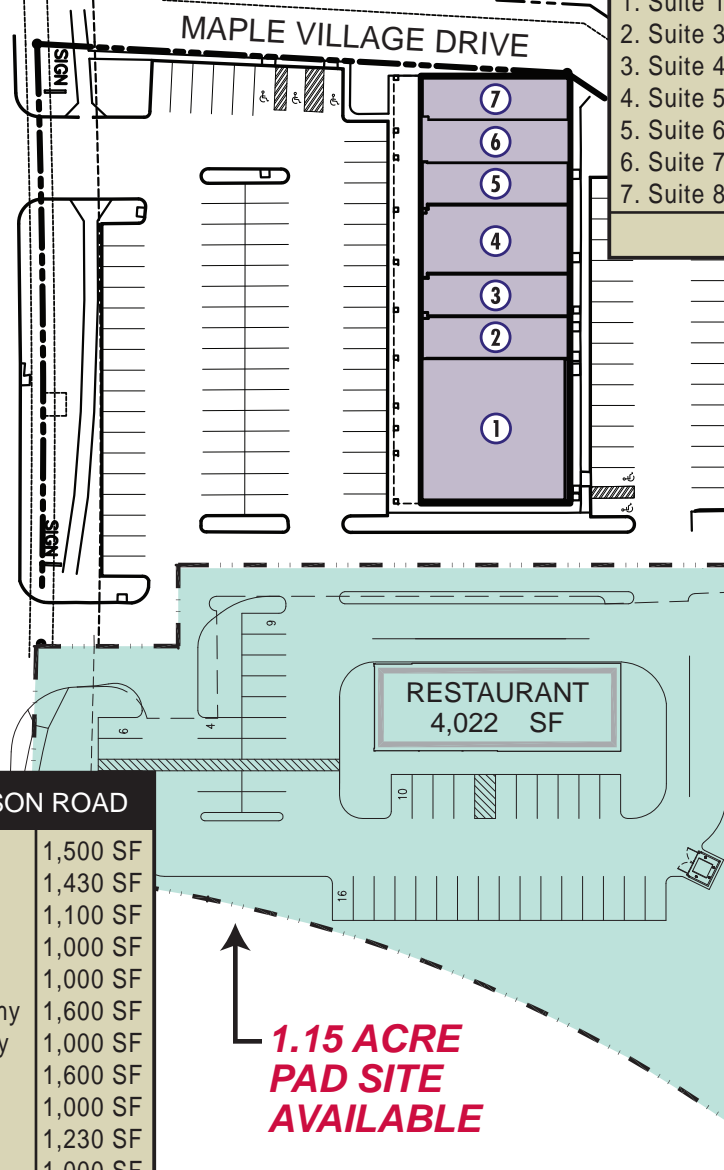 MAPLE VILLAGE DRIVE
SIGN
1. Suite 1
2. Suite 3
3. Suite 4
4. Suite 5
5. Suite 6
6. Suite 7
7. Suite 8
7
6
5
4
3
2
1
SIGN
9
4
6
RESTAURANT
4,022 SF
10
16
SON ROAD
1,500 SF
1,430 SF
1,100 SF
1,000 SF
1,000 SF
ny 1,600 SF
y 1,000 SF
1,600 SF
1,000 SF
1,230 SF
1,000 SF
1.15 ACRE
PAD SITE
AVAILABLE